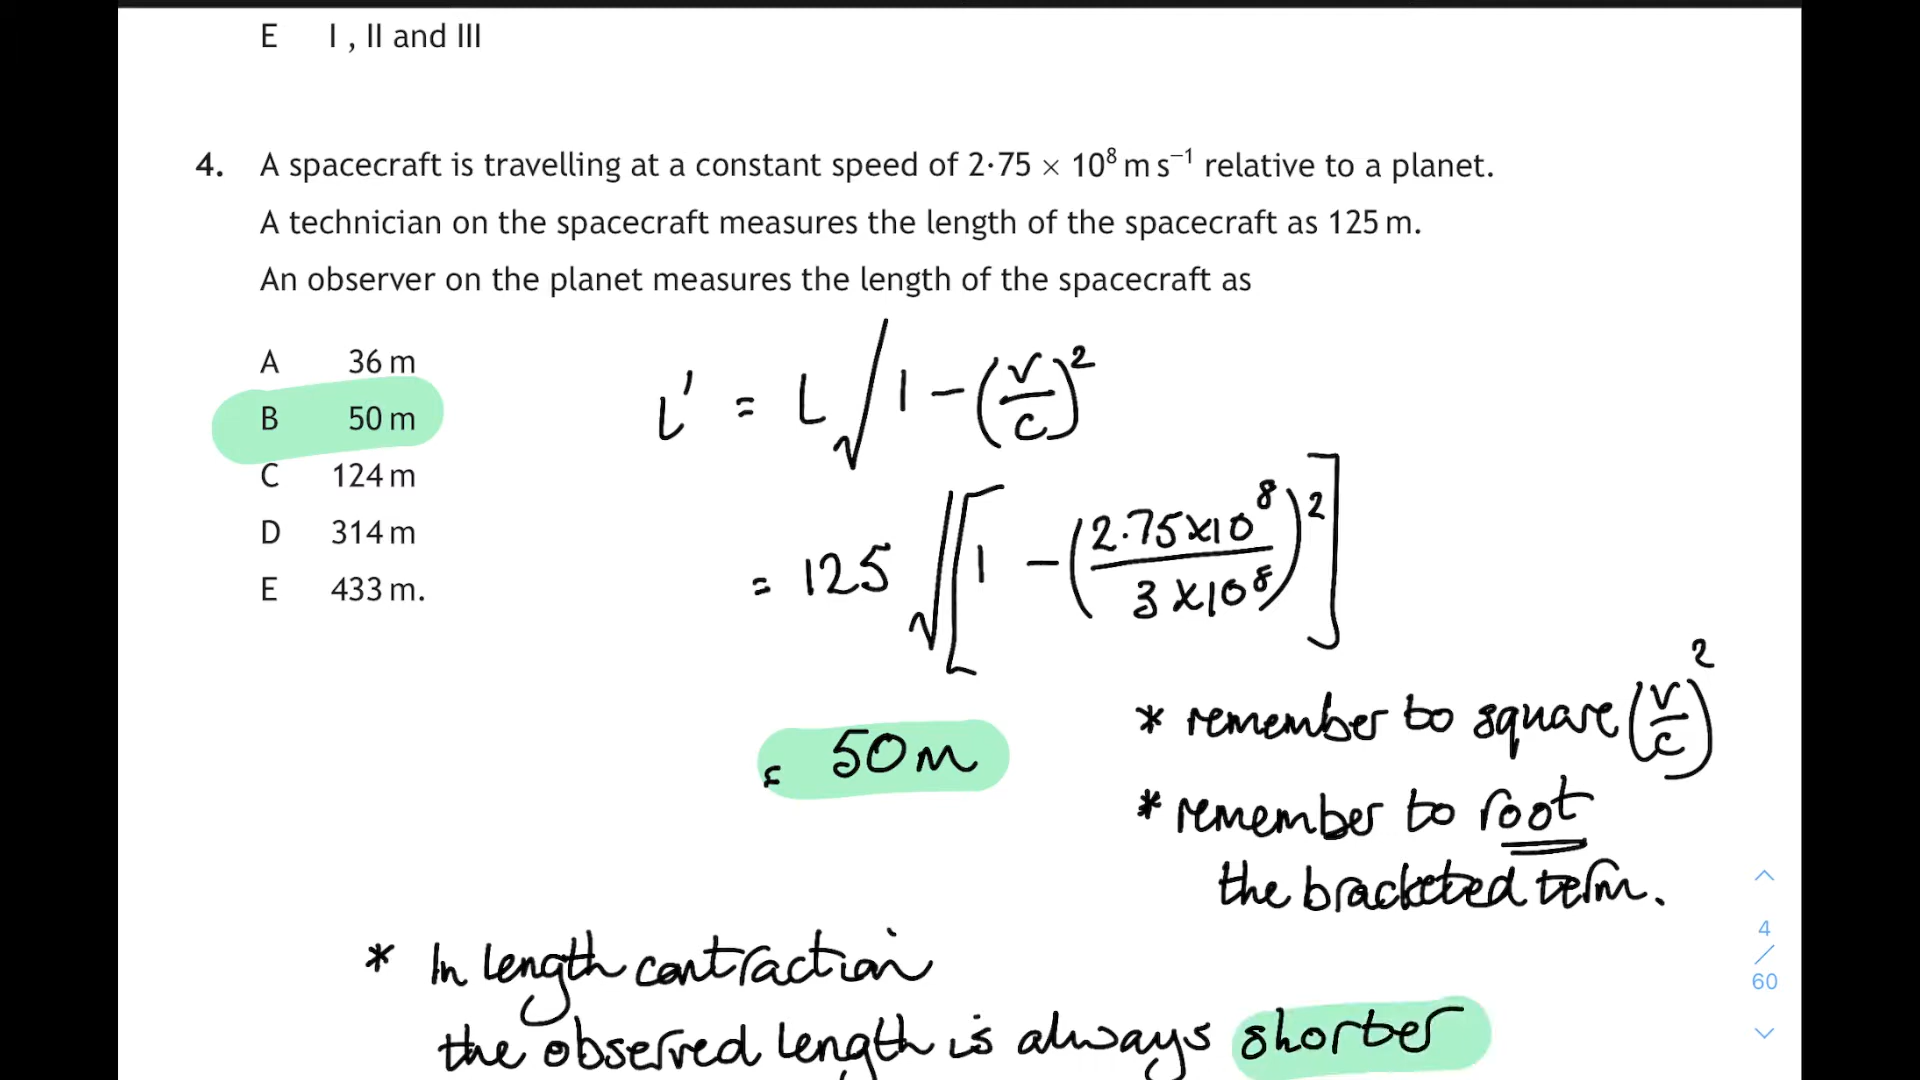 E I , II and III
4. A spacecraft is travelling at a constant speed of 2·75 × 10⁸ m s⁻¹ relative to a planet.
A technician on the spacecraft measures the length of the spacecraft as 125 m.
An observer on the planet measures the length of the spacecraft as
A 36 m
B 50 m
C 124 m
D 314 m
E 433 m.
l' = L √1 − (v/c)²
= 125 √[1 − (2.75×10⁸/3×10⁸)²]
= 50m
* remember to square (v/c)²
* remember to root
the bracketed term.
* In length contraction
the observed length is always shorter
4
/
60